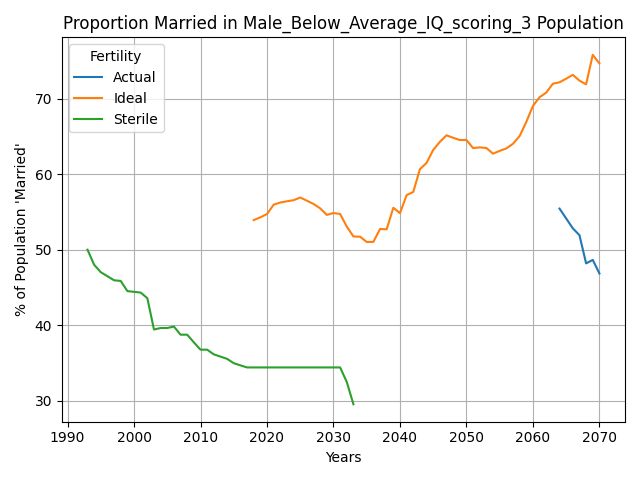 Proportion Married in Male_Below_Average_IQ_scoring_3 Population
Fertility
Actual
Ideal
Sterile
% of Population 'Married'
70
60
50
40
30
1990 2000 2010 2020 2030 2040 2050 2060 2070
Years